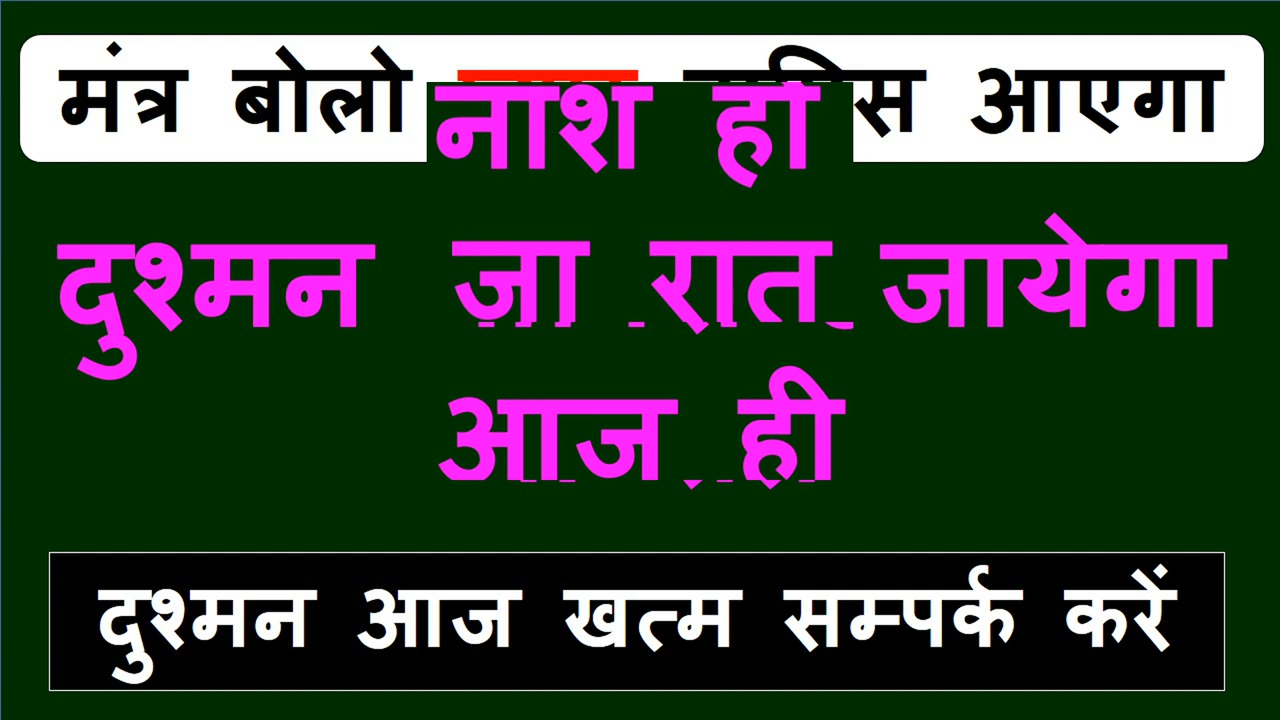 मंत्र बोलो आएगा
नाश हो
दुश्मन जा रात जायेगा
आज ही
दुश्मन आज खत्म सम्पर्क करें